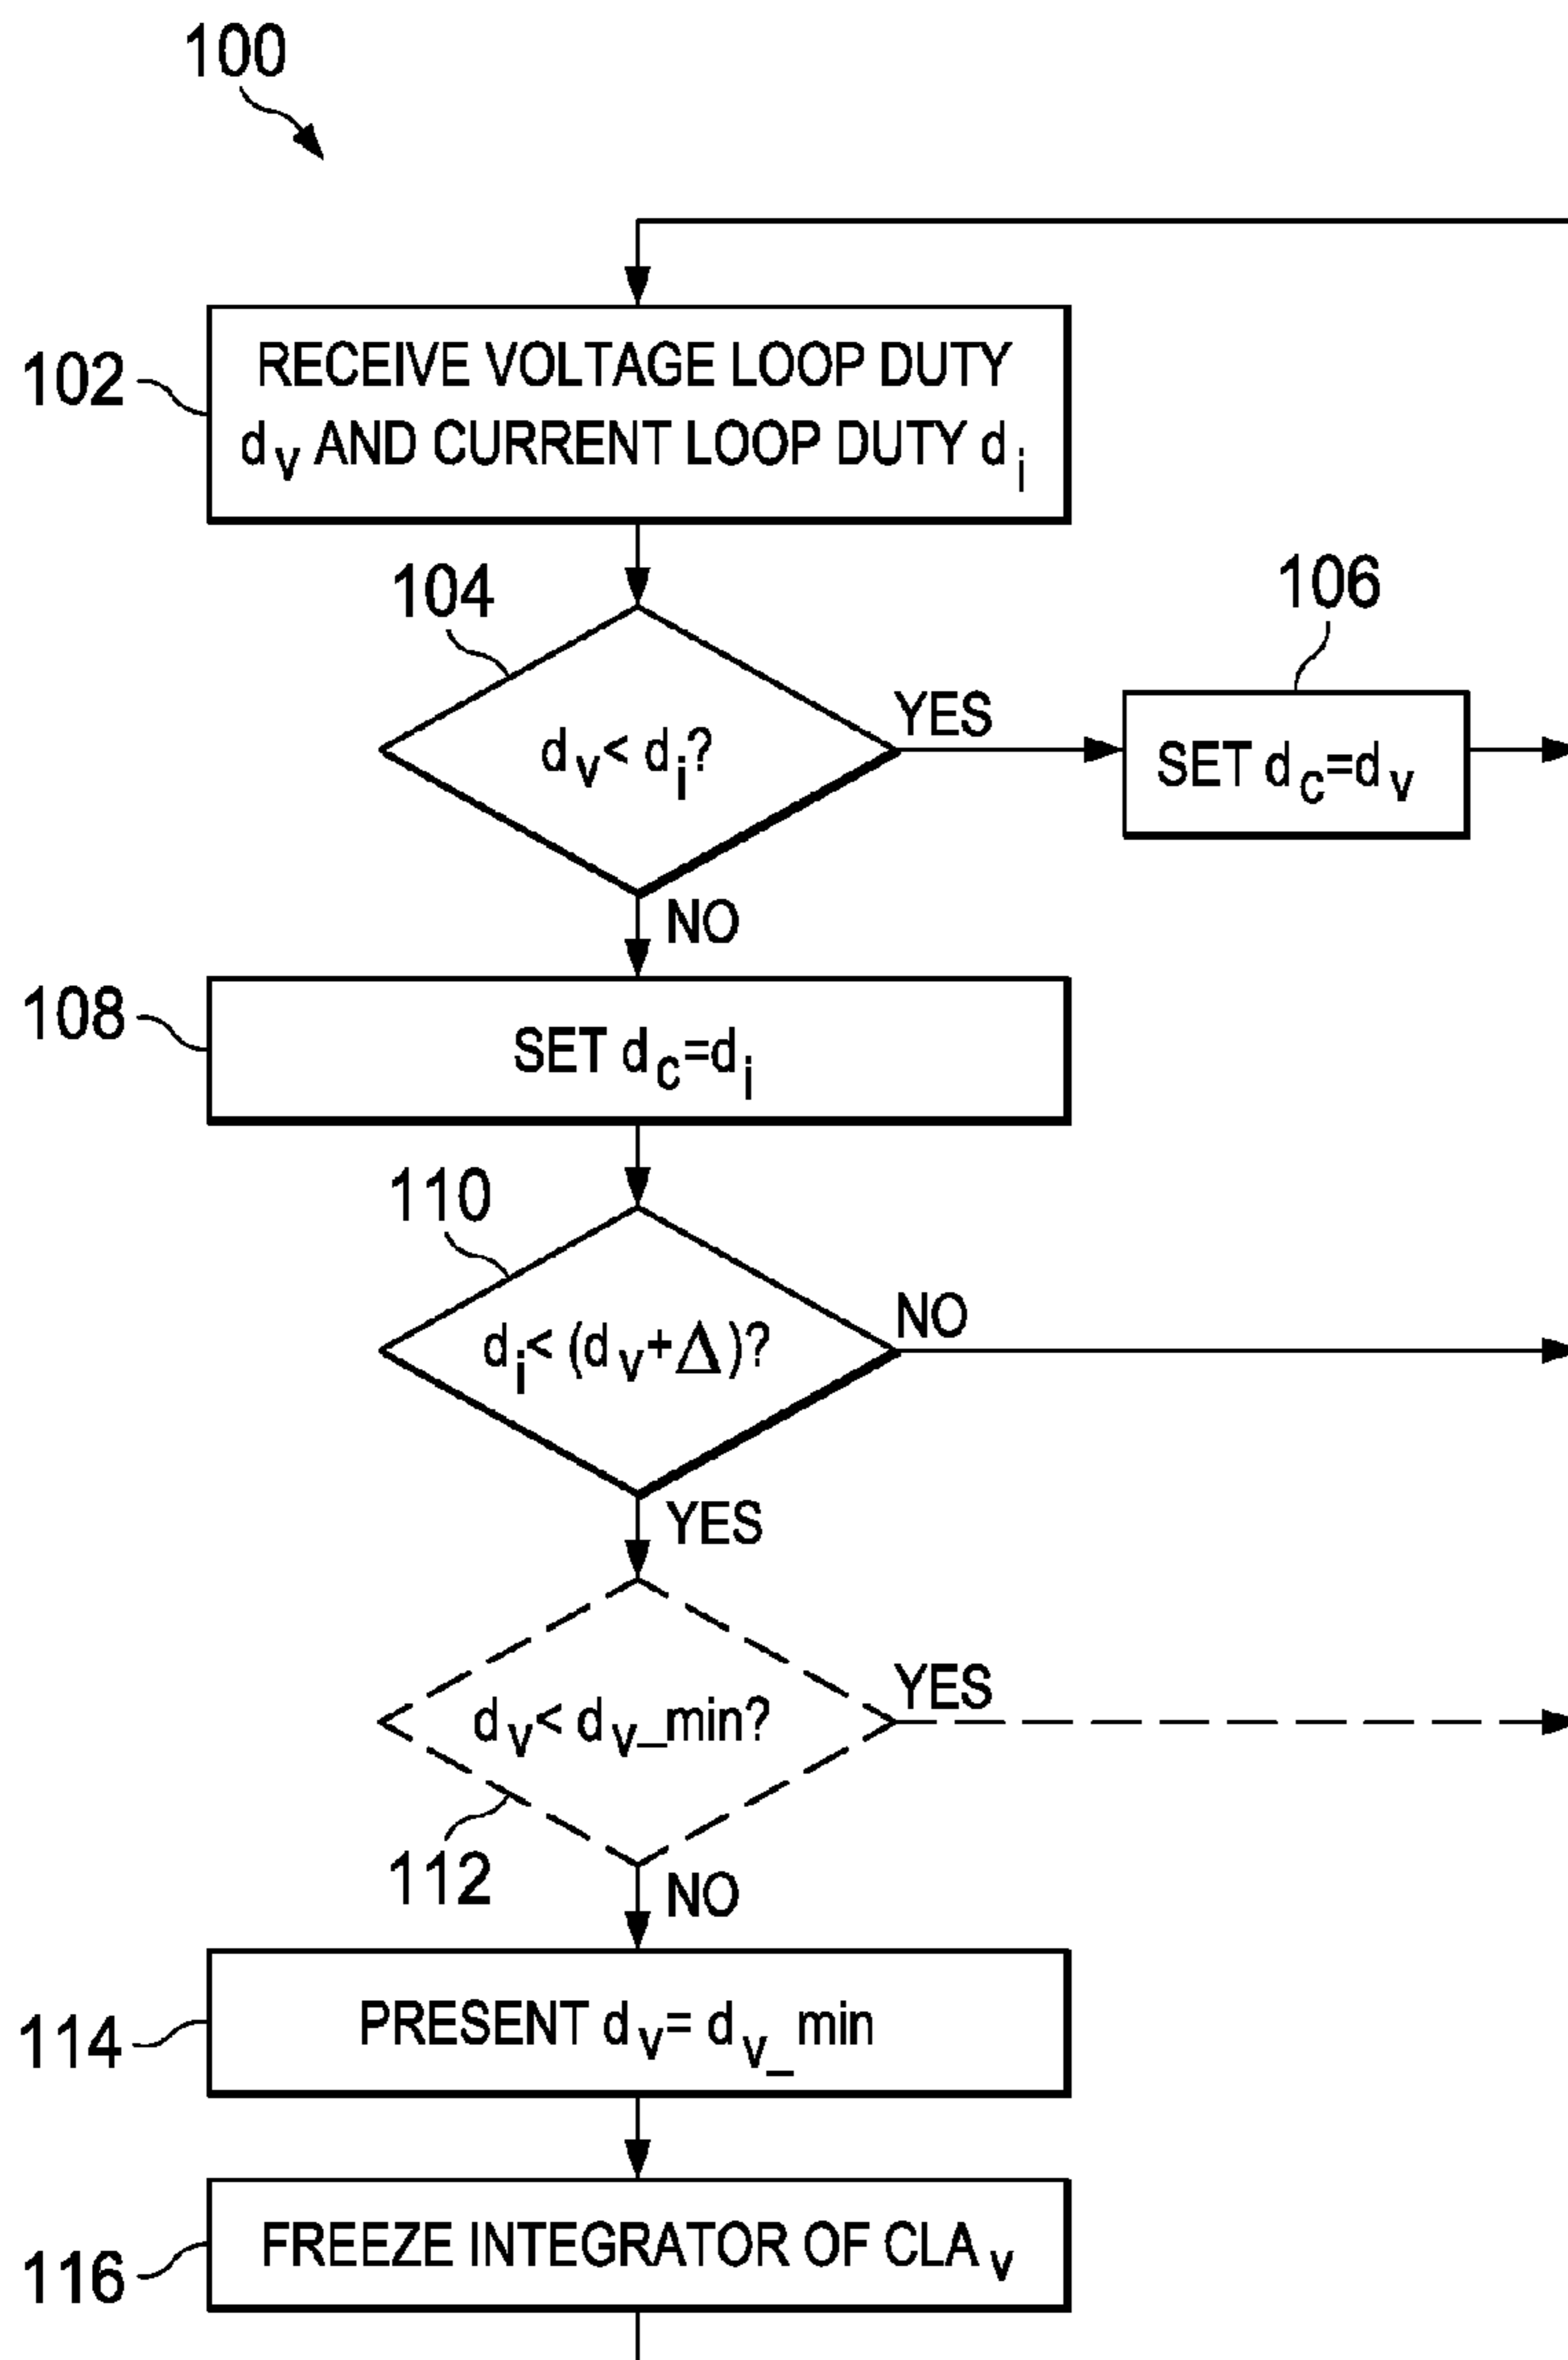 100
102
RECEIVE VOLTAGE LOOP DUTY
dv AND CURRENT LOOP DUTY di
104
dv< di?
YES
106
SET dc=dv
NO
108
SET dc=di
110
di< (dv+Δ)?
NO
YES
dv< dv_min?
YES
112
NO
114
PRESENT dv= dv_ min
116
FREEZE INTEGRATOR OF CLAv